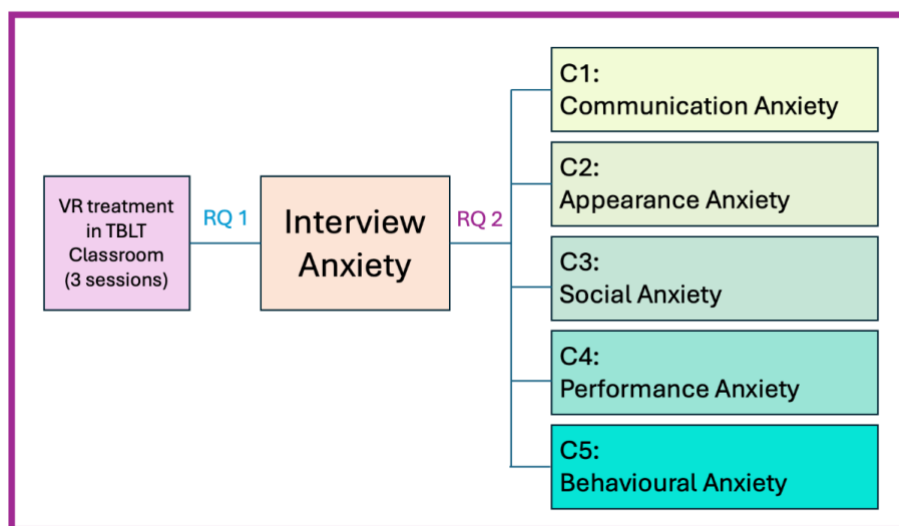 VR treatment
in TBLT
Classroom
(3 sessions)
RQ 1
Interview
Anxiety
RQ 2
C1:
Communication Anxiety
C2:
Appearance Anxiety
C3:
Social Anxiety
C4:
Performance Anxiety
C5:
Behavioural Anxiety